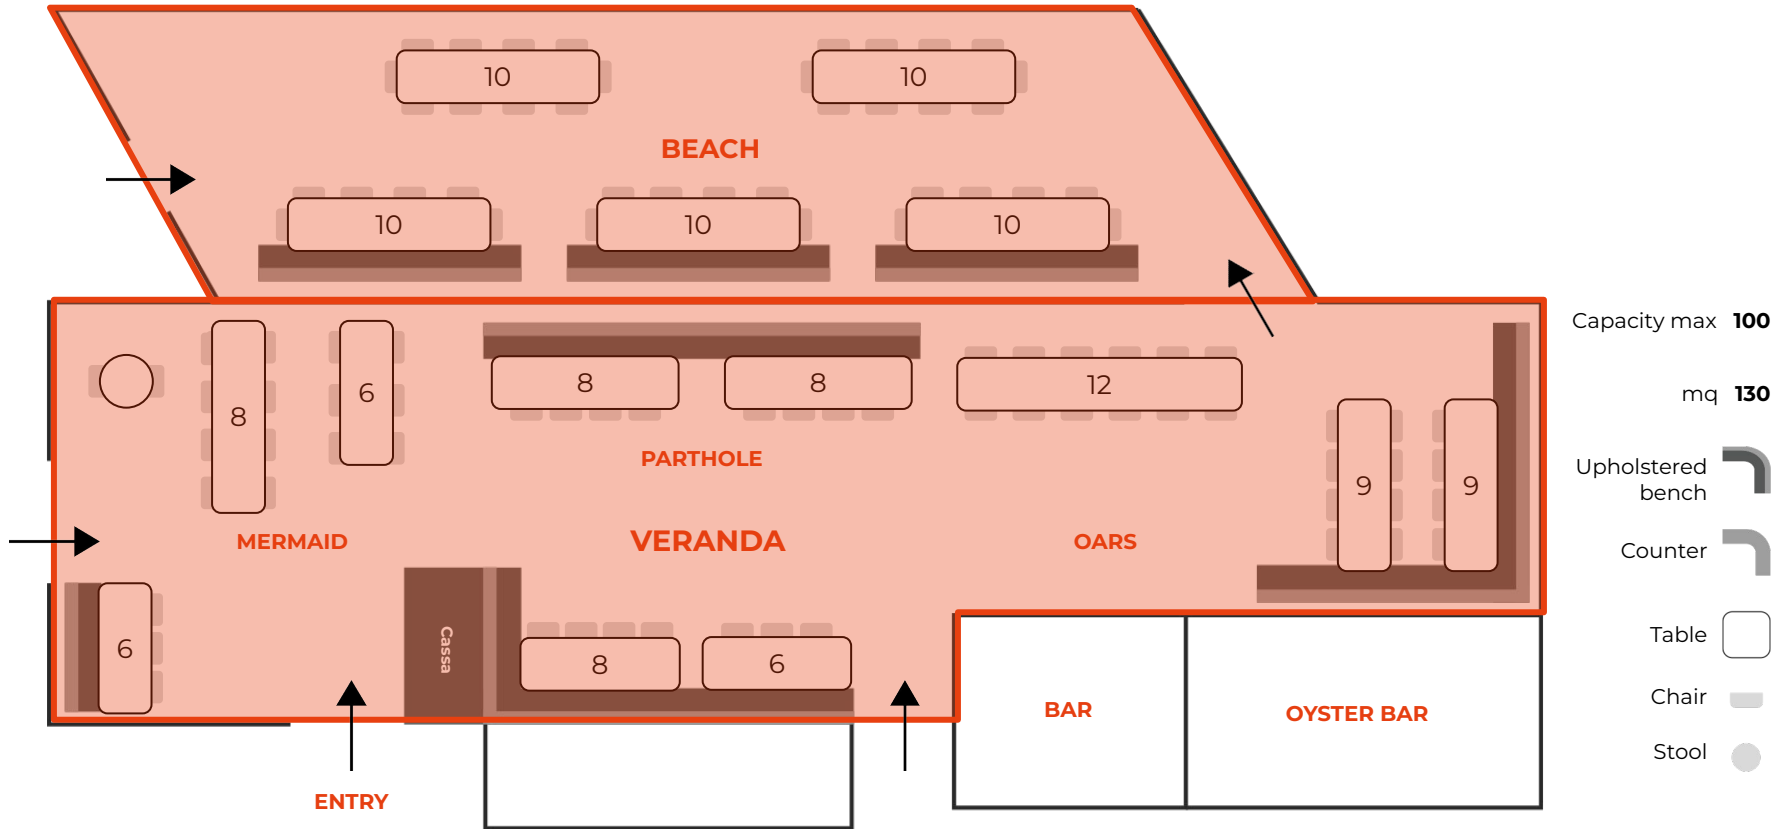 10
10
BEACH
10
10
10
8
6
8
8
12
9
9
PARTHOLE
MERMAID
VERANDA
OARS
6
Cassa
8
6
BAR
OYSTER BAR
ENTRY
Capacity max 100
mq 130
Upholstered
bench
Counter
Table
Chair
Stool